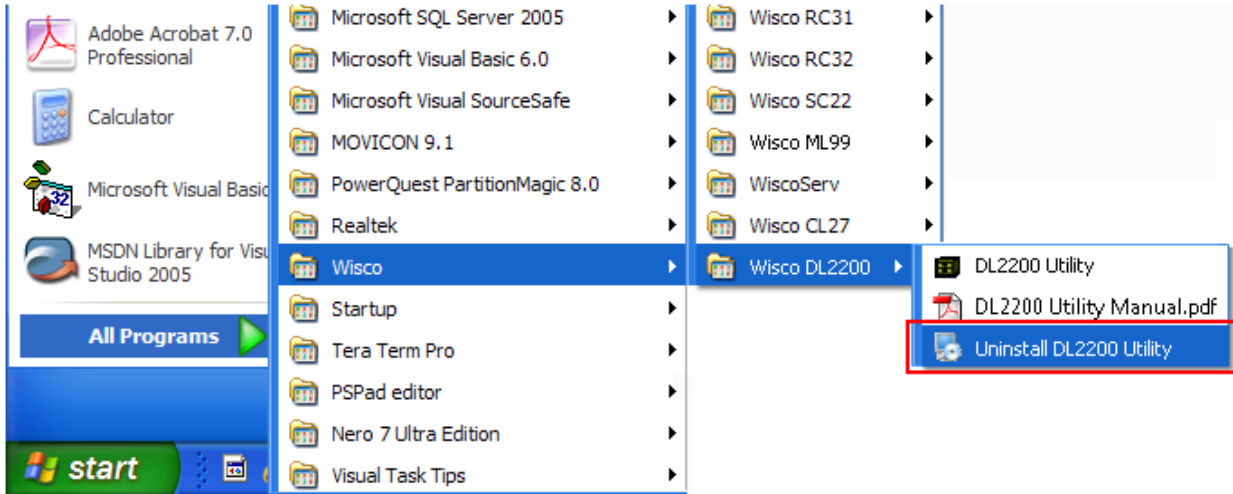 Adobe Acrobat 7.0
Professional
Calculator
Microsoft Visual Basic
MSDN Library for Visu
Studio 2005
All Programs
start
Microsoft SQL Server 2005
Microsoft Visual Basic 6.0
Microsoft Visual SourceSafe
MOVICON 9.1
PowerQuest PartitionMagic 8.0
Realtek
Wisco
Startup
Tera Term Pro
PSPad editor
Nero 7 Ultra Edition
Visual Task Tips
Wisco RC31
Wisco RC32
Wisco SC22
Wisco ML99
WiscoServ
Wisco CL27
Wisco DL2200
DL2200 Utility
DL2200 Utility Manual.pdf
Uninstall DL2200 Utility